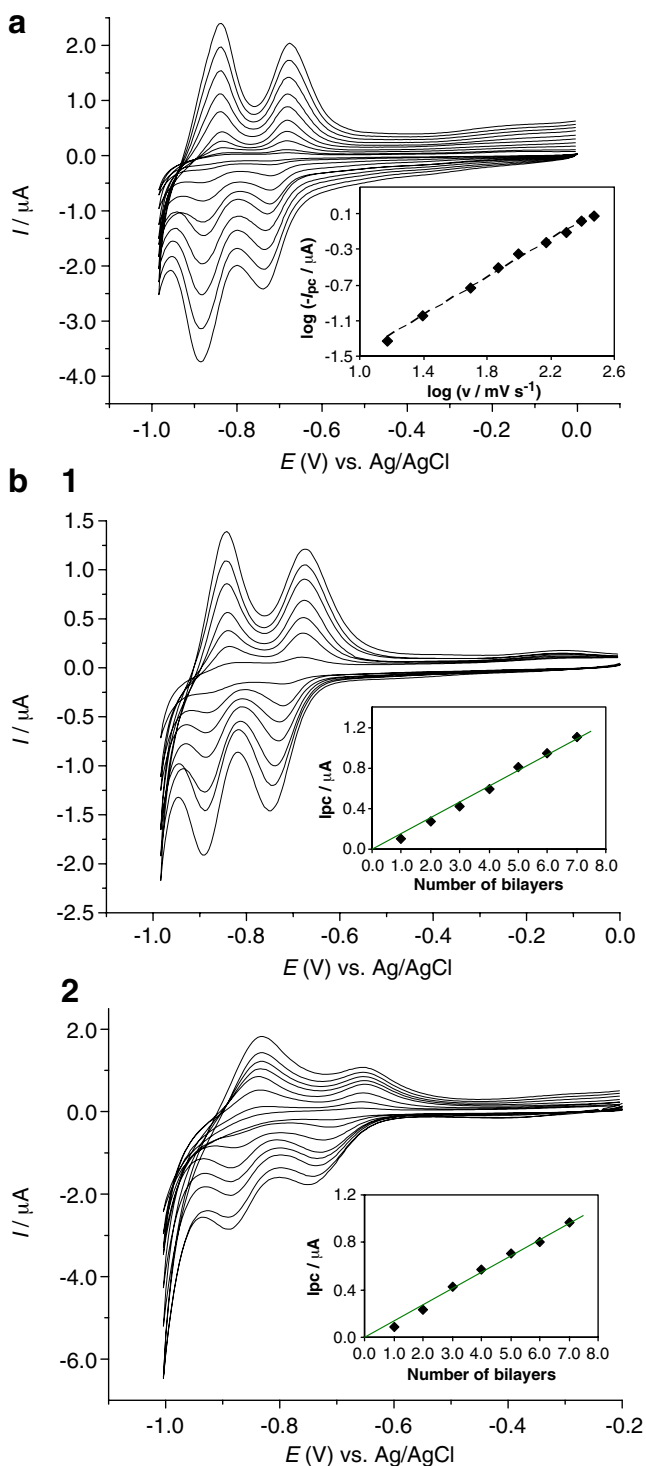 a
2.0
1.0
0.0
-1.0
-2.0
-3.0
-4.0
I / µA
-1.0 -0.8 -0.6 -0.4 -0.2 0.0
E (V) vs. Ag/AgCl
0.1
-0.3
-0.7
-1.1
-1.5
log (-Ipc / µA)
1.0 1.4 1.8 2.2 2.6
log (v / mV s-1)
b 1
1.5
1.0
0.5
0.0
-0.5
-1.0
-1.5
-2.0
-2.5
I / µA
-1.0 -0.8 -0.6 -0.4 -0.2 0.0
E (V) vs. Ag/AgCl
1.2
0.8
0.4
0.0
Ipc / µA
0.0 1.0 2.0 3.0 4.0 5.0 6.0 7.0 8.0
Number of bilayers
2
2.0
0.0
-2.0
-4.0
-6.0
I / µA
-1.0 -0.8 -0.6 -0.4 -0.2
E (V) vs. Ag/AgCl
1.2
0.8
0.4
0.0
Ipc / µA
0.0 1.0 2.0 3.0 4.0 5.0 6.0 7.0 8.0
Number of bilayers